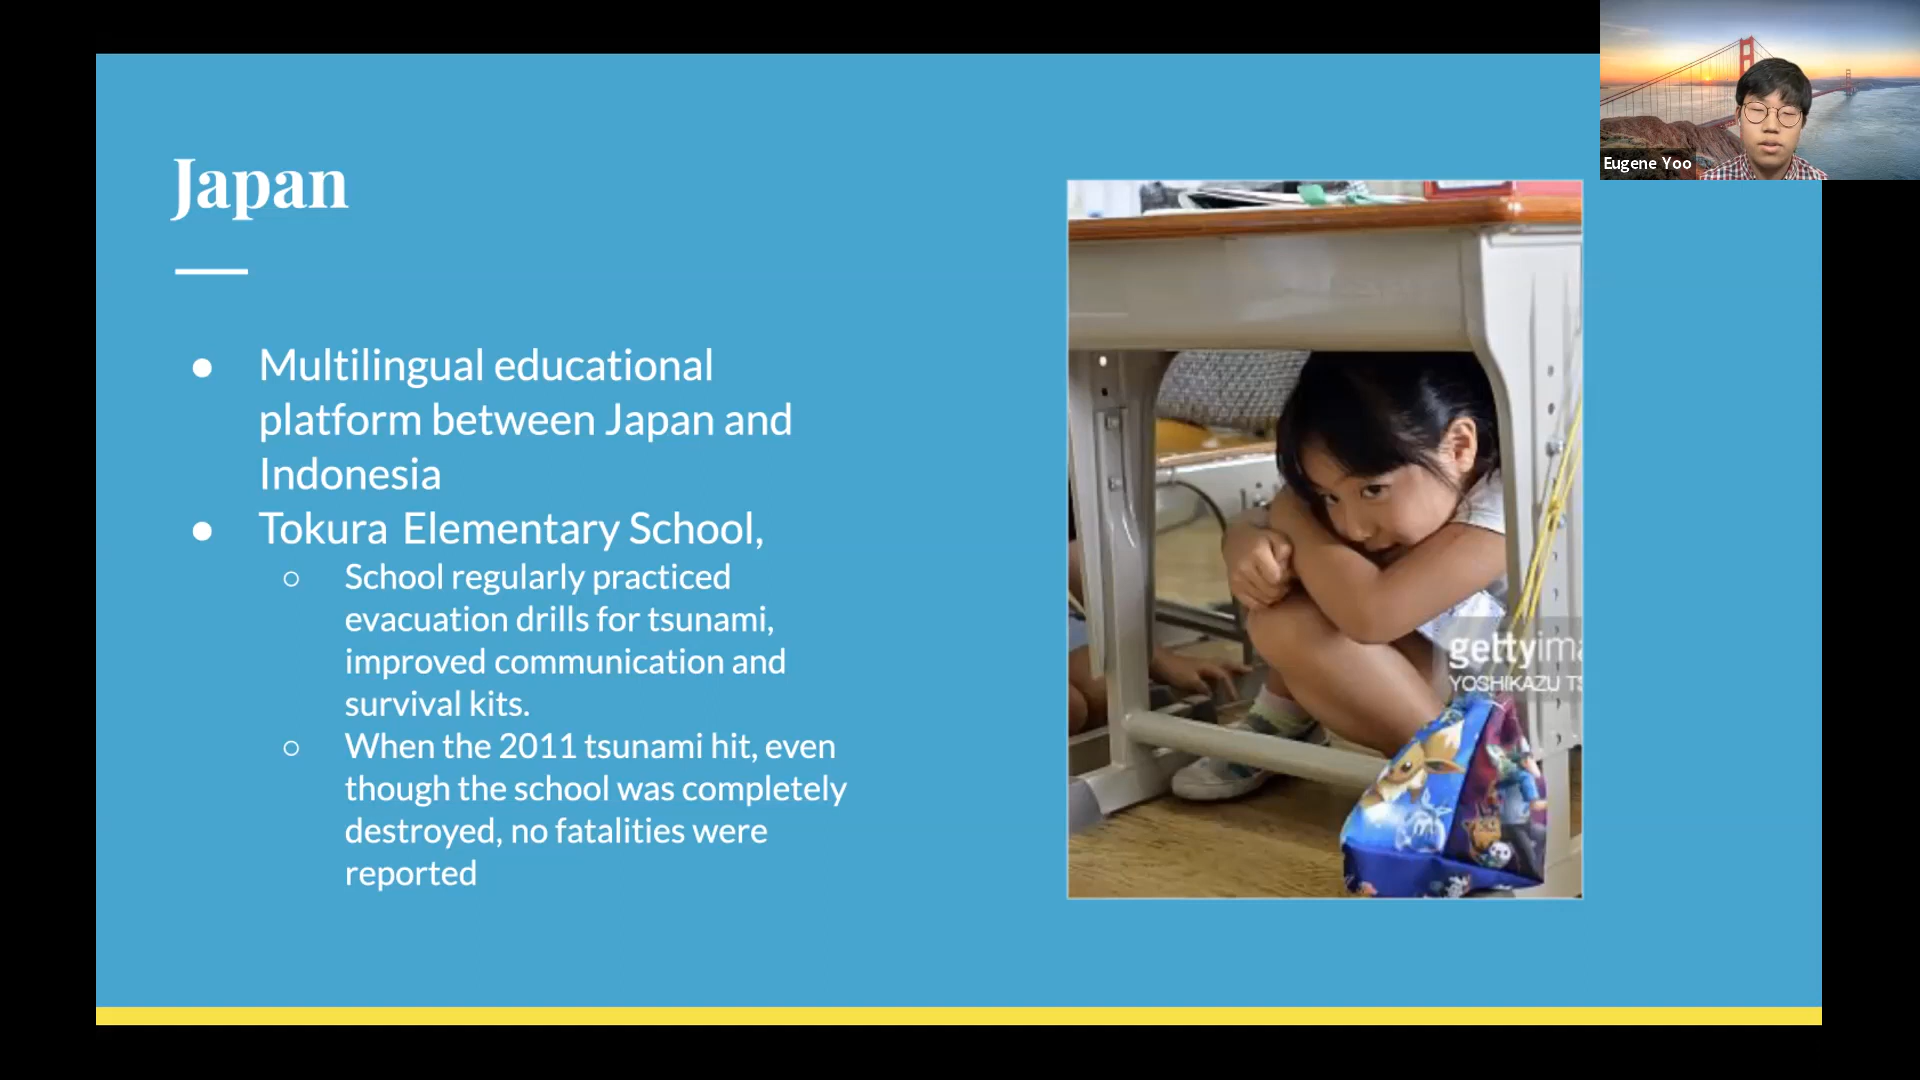 Japan
Multilingual educational
platform between Japan and
Indonesia
Tokura Elementary School,
School regularly practiced
evacuation drills for tsunami,
improved communication and
survival kits.
When the 2011 tsunami hit, even
though the school was completely
destroyed, no fatalities were
reported
gettyima
YOSHIKAZU TS
Eugene Yoo